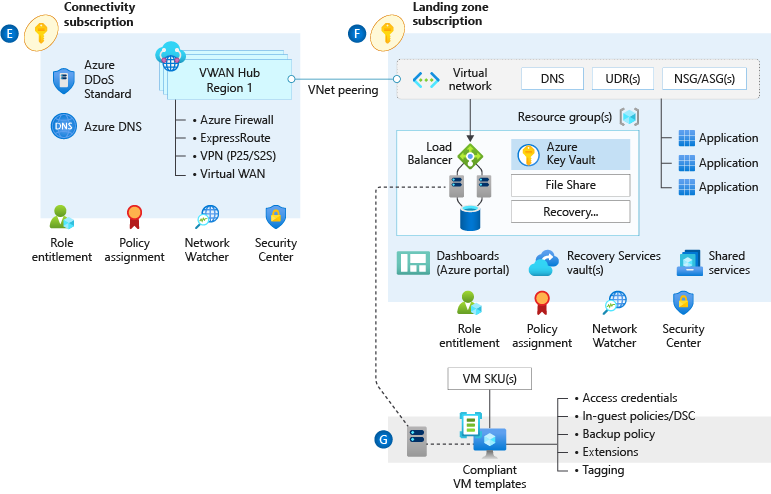 E
Connectivity
subscription
Azure
DDoS
Standard
DNS
Azure DNS
VWAN Hub
Region 1
• Azure Firewall
• ExpressRoute
• VPN (P25/S2S)
• Virtual WAN
Role
entitlement
Policy
assignment
Network
Watcher
Security
Center
VNet peering
F
Landing zone
subscription
Virtual
network
DNS
UDR(s)
NSG/ASG(s)
Resource group(s)
Load
Balancer
Azure
Key Vault
File Share
Recovery...
Application
Application
Application
Dashboards
(Azure portal)
Recovery Services
vault(s)
Shared
services
Role
entitlement
Policy
assignment
Network
Watcher
Security
Center
VM SKU(s)
G
Compliant
VM templates
• Access credentials
• In-guest policies/DSC
• Backup policy
• Extensions
• Tagging